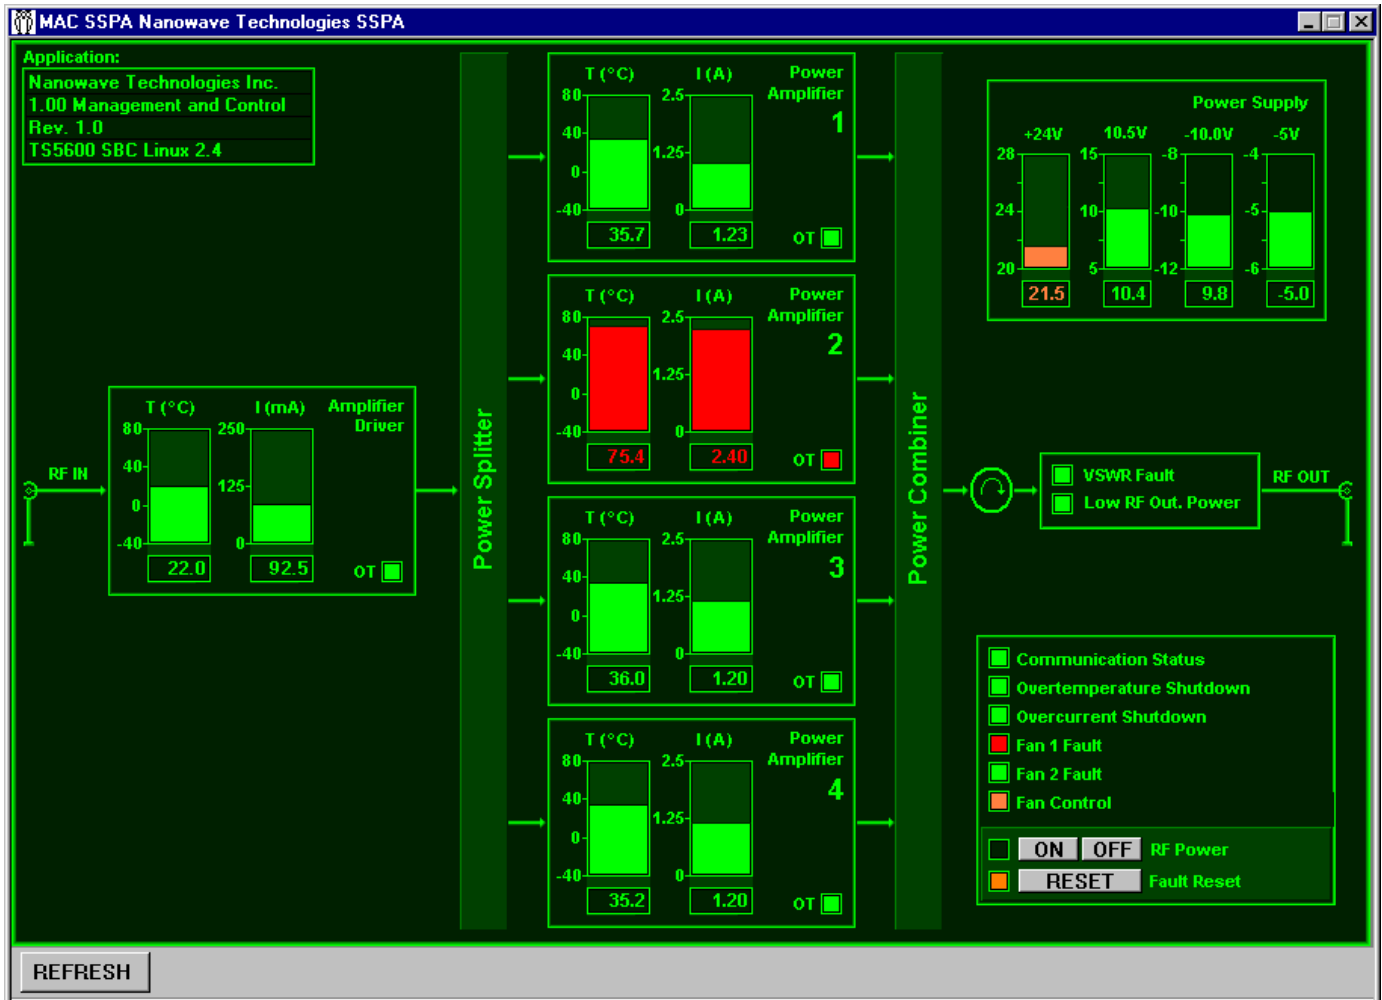 MAC SSPA Nanowave Technologies SSPA
Application:
Nanowave Technologies Inc.
1.00 Management and Control
Rev. 1.0
TS5600 SBC Linux 2.4
RF IN
T (°C) I (mA) Amplifier
Driver
80 250
40 125
0
-40 0
22.0 92.5 OT
Power Splitter
T (°C) I (A) Power
Amplifier
1
80 2.5
40 1.25
0
-40 0
35.7 1.23 OT
T (°C) I (A) Power
Amplifier
2
80 2.5
40 1.25
0
-40 0
75.4 2.40 OT
T (°C) I (A) Power
Amplifier
3
80 2.5
40 1.25
0
-40 0
36.0 1.20 OT
T (°C) I (A) Power
Amplifier
4
80 2.5
40 1.25
0
-40 0
35.2 1.20 OT
Power Combiner
Power Supply
+24V 10.5V -10.0V -5V
28 15 -8 -4
24 10 -10 -5
20 5 -12 -6
21.5 10.4 9.8 -5.0
VSWR Fault
Low RF Out. Power
RF OUT
Communication Status
Overtemperature Shutdown
Overcurrent Shutdown
Fan 1 Fault
Fan 2 Fault
Fan Control
ON OFF RF Power
RESET Fault Reset
REFRESH